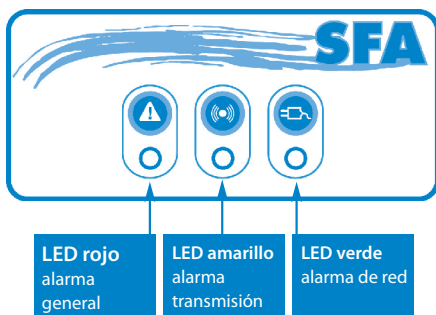 SFA
LED rojo
alarma
general
LED amarillo
alarma
transmisión
LED verde
alarma de red